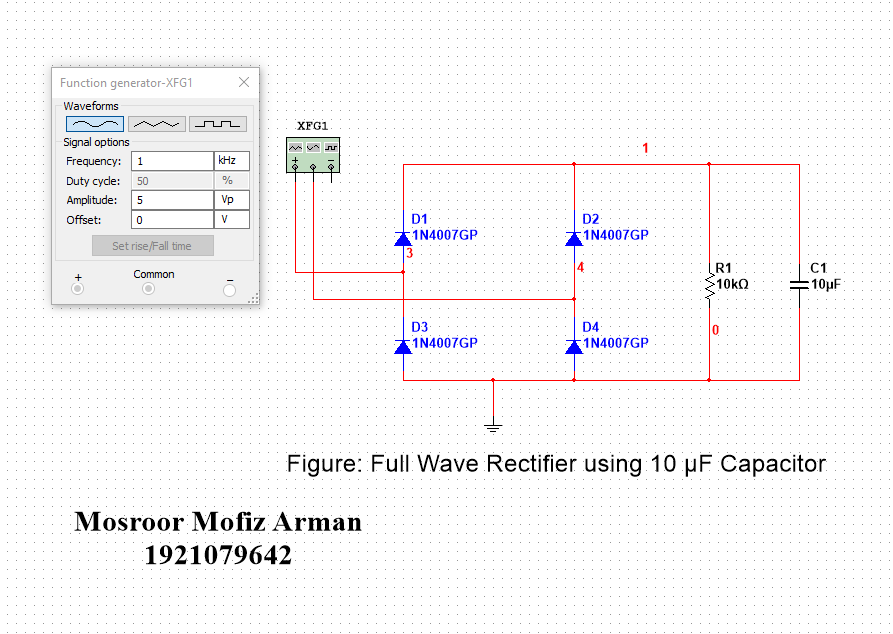 Function generator-XFG1
Waveforms
Signal options
Frequency: 1 kHz
Duty cycle: 50 %
Amplitude: 5 Vp
Offset: 0 V
Set rise/Fall time
+ Common −
XFG1
+ −
1
D1
1N4007GP
D2
1N4007GP
3
4
R1
10kΩ
C1
10µF
D3
1N4007GP
D4
1N4007GP
0
Figure: Full Wave Rectifier using 10 µF Capacitor
Mosroor Mofiz Arman
1921079642